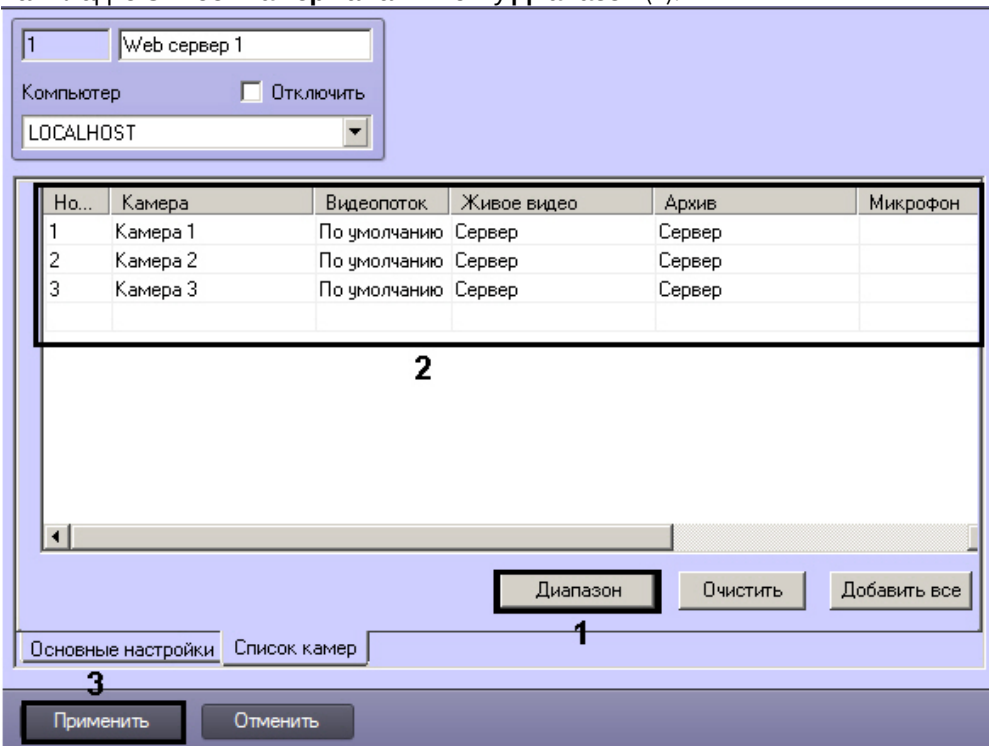 1 Web сервер 1
Компьютер Отключить
LOCALHOST
Но... Камера Видеопоток Живое видео Архив Микрофон
1 Камера 1 По умолчанию Сервер Сервер
2 Камера 2 По умолчанию Сервер Сервер
3 Камера 3 По умолчанию Сервер Сервер
2
Диапазон Очистить Добавить все
1
Основные настройки Список камер
3
Применить Отменить